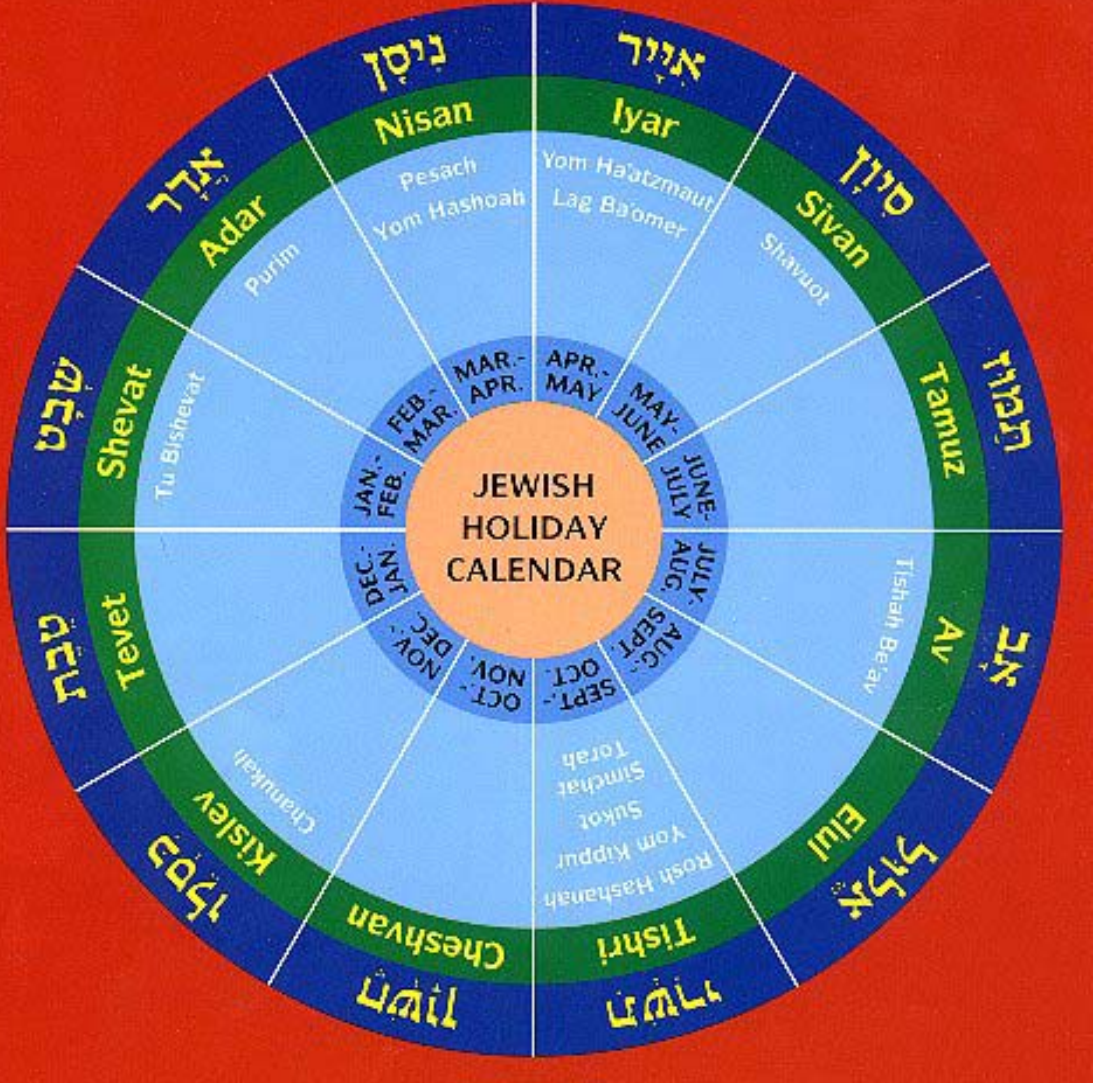 נִיסָן
Nisan
Pesach
Yom Hashoah
MAR.-
APR.
אִיָּיר
Iyar
Yom Ha'atzmaut
Lag Ba'omer
APR.-
MAY
סִיוָן
Sivan
Shavuot
MAY-
JUNE
תַּמּוּז
Tamuz
JUNE-
JULY
אָב
Av
Tishah Be'av
JULY-
AUG.
אֱלוּל
Elul
AUG.-
SEPT.
תִּשְׁרִי
Tishri
Rosh Hashanah
Yom Kippur
Sukot
Simchat
Torah
SEPT.-
OCT.
חֶשְׁוָן
Cheshvan
OCT.-
NOV.
כִּסְלֵו
Kislev
Chanukah
NOV.-
DEC.
טֵבֵת
Tevet
DEC.-
JAN.
שְׁבָט
Shevat
Tu Bishevat
JAN.-
FEB.
אֲדָר
Adar
Purim
FEB.-
MAR.
JEWISH
HOLIDAY
CALENDAR